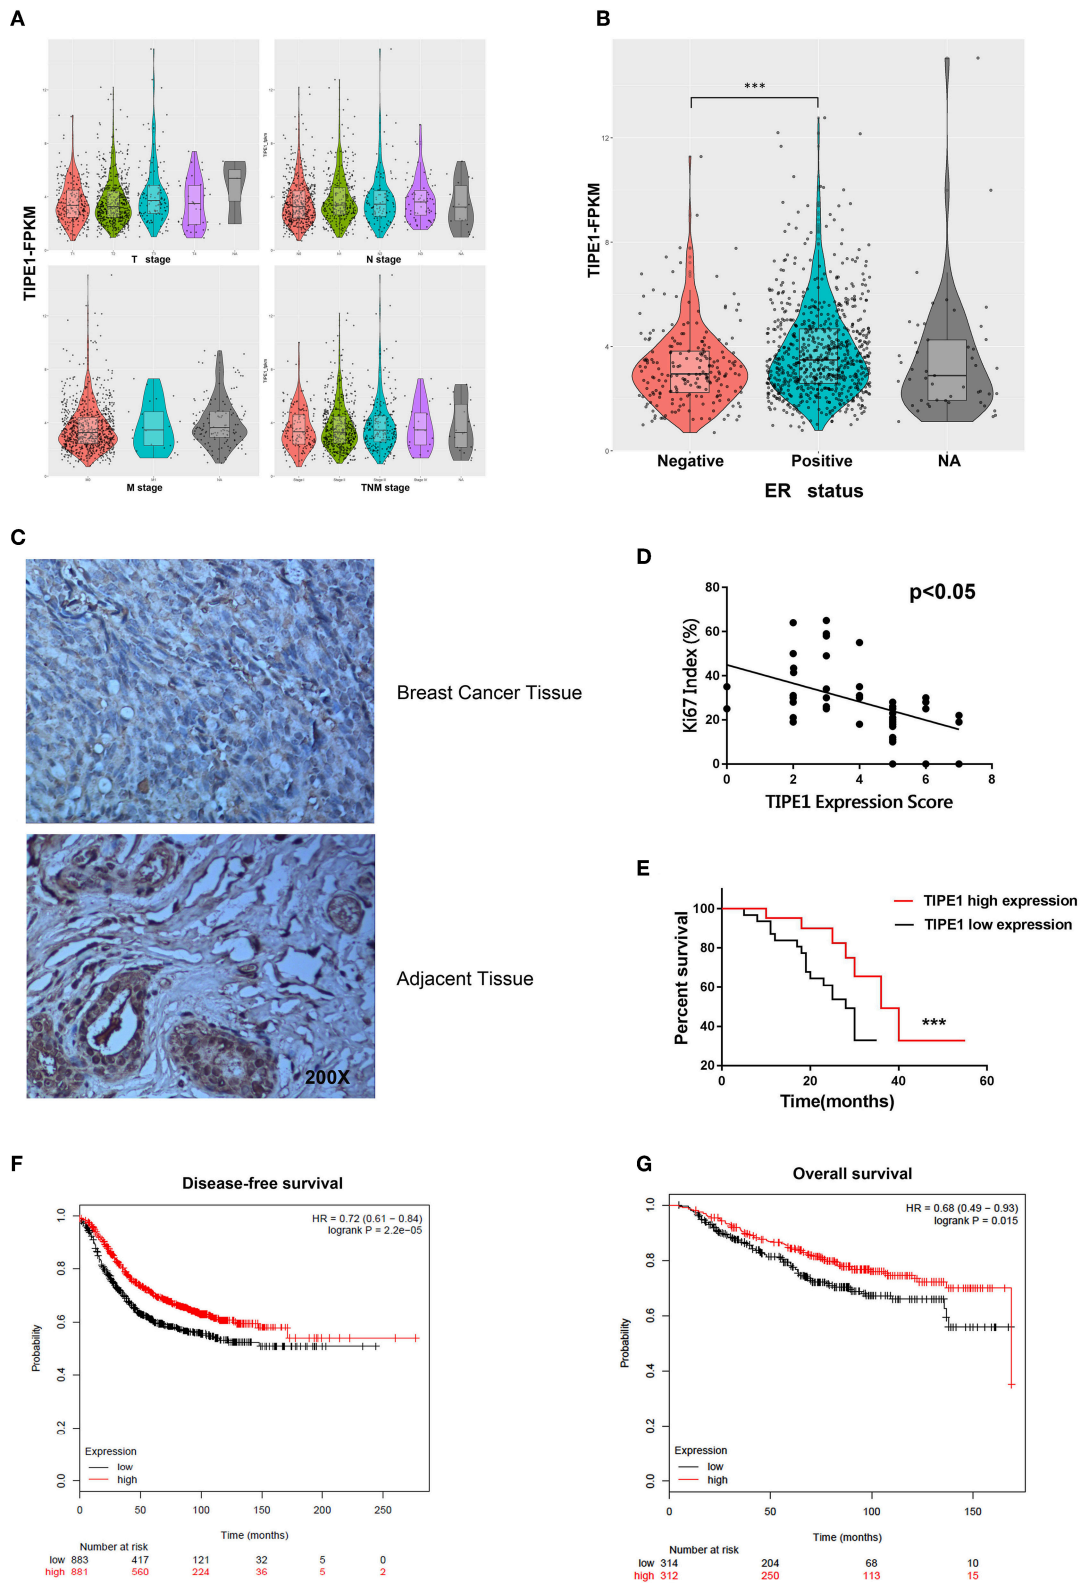 A
B
TIPE1-FPKM
12
T stage
N stage
12
M stage
Stage I
TNM stage
NA
TIPE1-FPKM
12
8
4
0
***
Negative
Positive
NA
ER status
C
Breast Cancer Tissue
Adjacent Tissue
200X
D
p<0.05
Ki67 Index (%)
80
60
40
20
0
0 2 4 6 8
TIPE1 Expression Score
E
TIPE1 high expression
TIPE1 low expression
Percent survival
100
80
60
40
20
***
0 20 40 60
Time(months)
F
Disease-free survival
HR = 0.72 (0.61 − 0.84)
logrank P = 2.2e−05
Probability
1.0
0.8
0.6
0.4
0.2
0.0
Expression
low
high
0 50 100 150 200 250
Time (months)
Number at risk
low 883 417 121 32 5 0
high 881 560 224 36 5 2
G
Overall survival
HR = 0.68 (0.49 − 0.93)
logrank P = 0.015
Probability
1.0
0.8
0.6
0.4
0.2
0.0
Expression
low
high
50 100 150
Time (months)
Number at risk
low 314 204 68 10
high 312 250 113 15